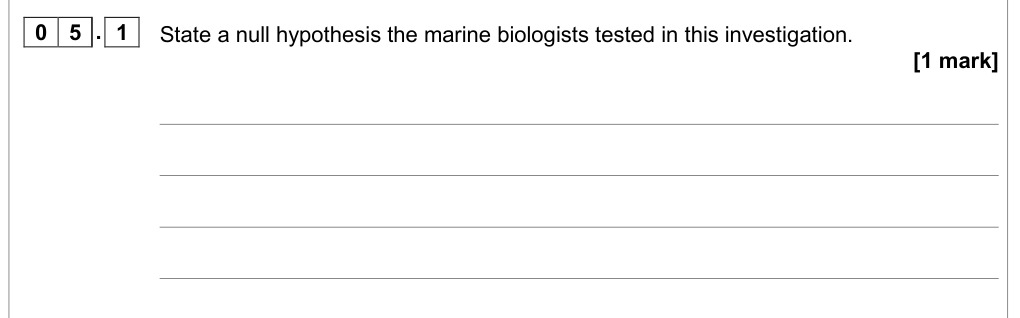 0 5 . 1 State a null hypothesis the marine biologists tested in this investigation.
[1 mark]